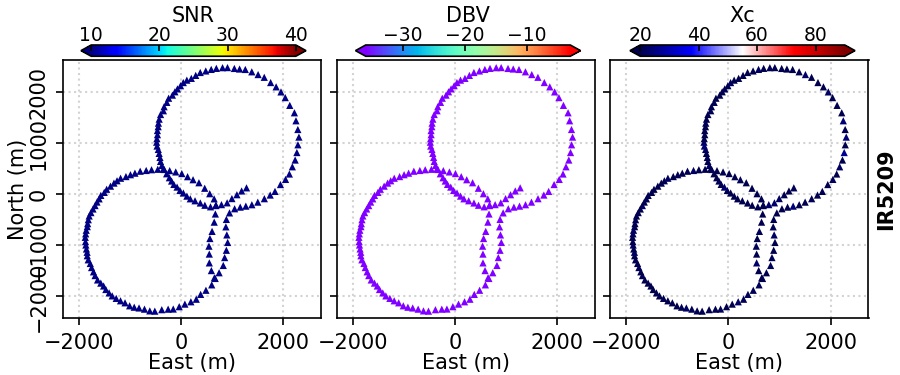 SNR DBV Xc
10 20 30 40 −30 −20 −10 20 40 60 80
North (m)
2000
1000
0
−1000
−2000
IR5209
−2000 0 2000 −2000 0 2000 −2000 0 2000
East (m) East (m) East (m)